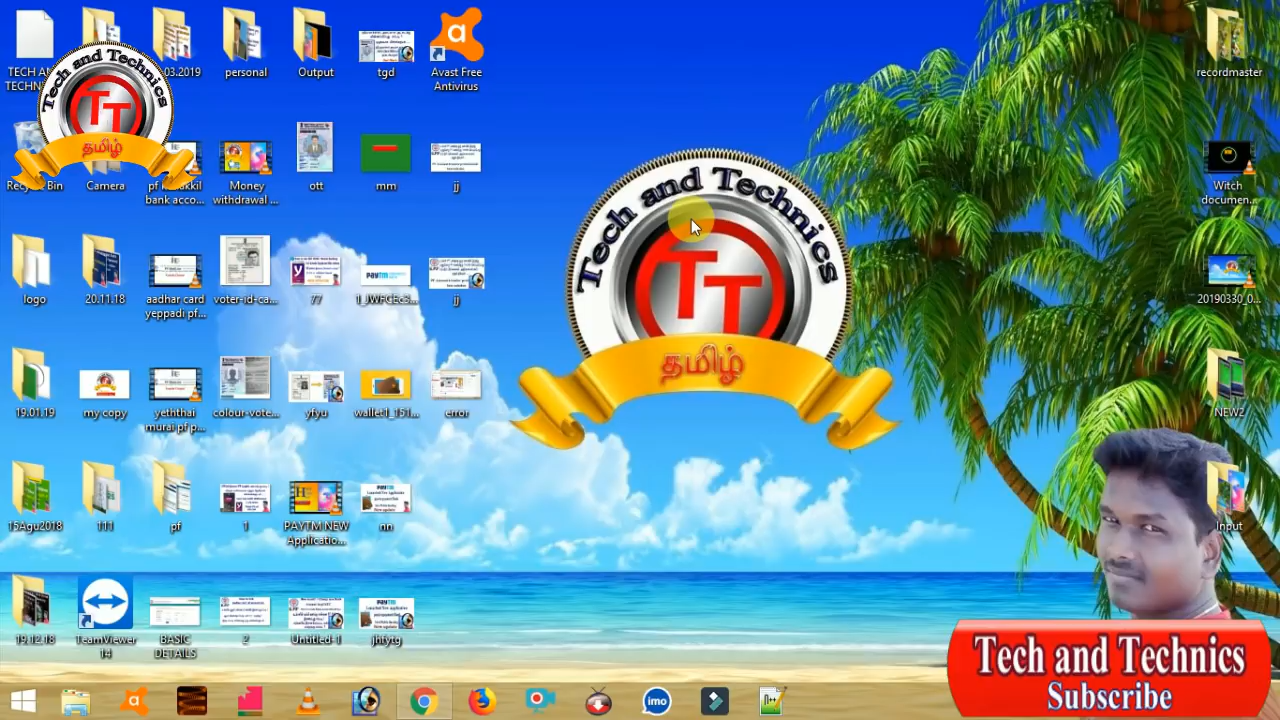 TECH AN
TECHN
03.2019
personal
Output
tgd
Avast Free
Antivirus
recordmaster
Tech and Technics
TT
தமிழ்
Bin
Camera
bank acco...
Money
withdrawal ...
ott
mm
jj
Witch
documen...
Tech and Technics
TT
தமிழ்
logo
20.11.18
aadhar card
yeppadi pf...
voter-id-ca...
77
jj
20190330_0...
19.01.19
my copy
yeththai
murai pf p...
colour-vote...
yfyu
wallet1_151...
error
NEW2
15Agu2018
111
pf
1
PAYTM NEW
Applicatio...
nn
Input
19.12.18
TeamViewer
14
BASIC
DETAILS
2
Untitled-1
jhfytg
Tech and Technics
Subscribe
imo